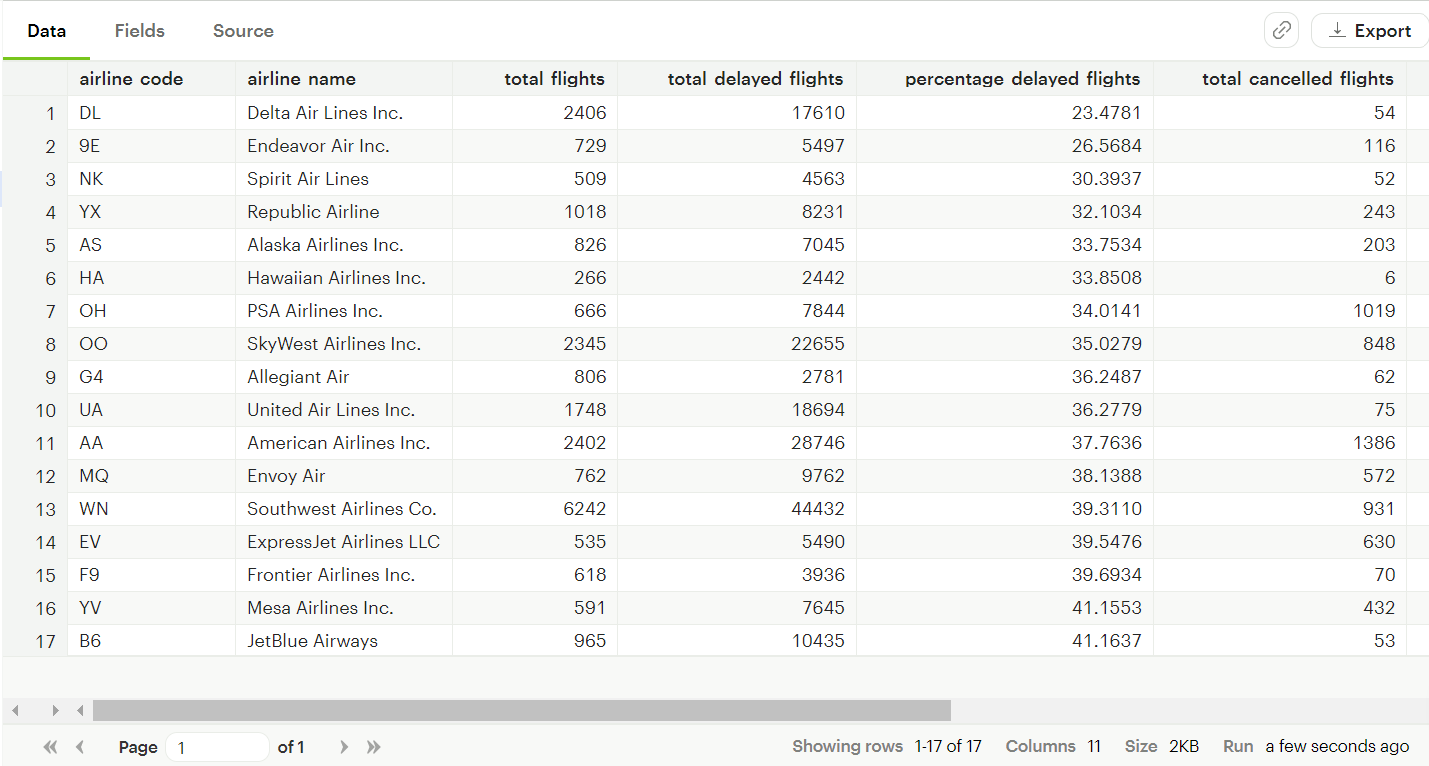 Data Fields Source Export
airline code airline name total flights total delayed flights percentage delayed flights total cancelled flights
1 DL Delta Air Lines Inc. 2406 17610 23.4781 54
2 9E Endeavor Air Inc. 729 5497 26.5684 116
3 NK Spirit Air Lines 509 4563 30.3937 52
4 YX Republic Airline 1018 8231 32.1034 243
5 AS Alaska Airlines Inc. 826 7045 33.7534 203
6 HA Hawaiian Airlines Inc. 266 2442 33.8508 6
7 OH PSA Airlines Inc. 666 7844 34.0141 1019
8 OO SkyWest Airlines Inc. 2345 22655 35.0279 848
9 G4 Allegiant Air 806 2781 36.2487 62
10 UA United Air Lines Inc. 1748 18694 36.2779 75
11 AA American Airlines Inc. 2402 28746 37.7636 1386
12 MQ Envoy Air 762 9762 38.1388 572
13 WN Southwest Airlines Co. 6242 44432 39.3110 931
14 EV ExpressJet Airlines LLC 535 5490 39.5476 630
15 F9 Frontier Airlines Inc. 618 3936 39.6934 70
16 YV Mesa Airlines Inc. 591 7645 41.1553 432
17 B6 JetBlue Airways 965 10435 41.1637 53
Page 1 of 1 Showing rows 1-17 of 17 Columns 11 Size 2KB Run a few seconds ago